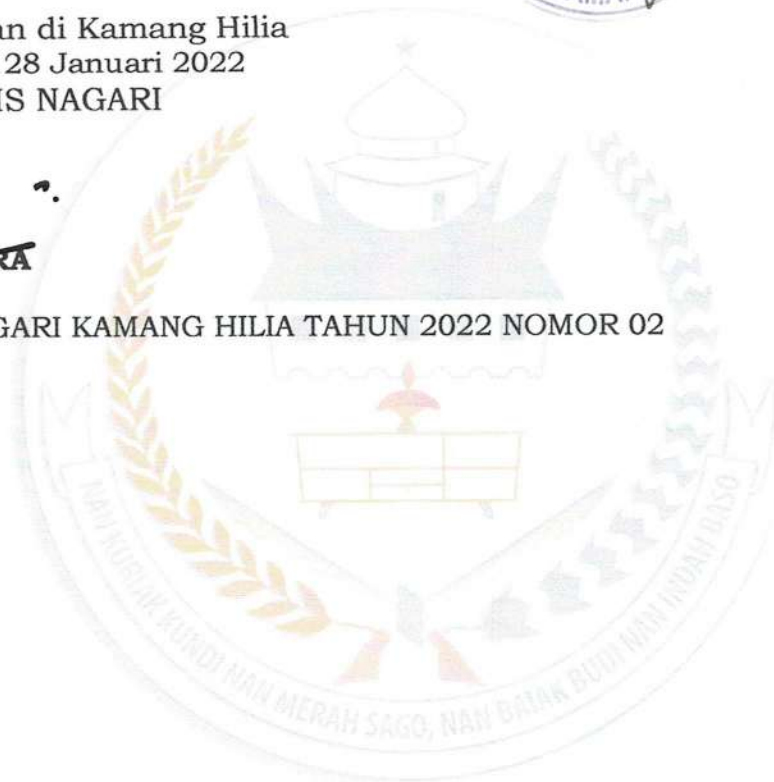 an di Kamang Hilia
28 Januari 2022
IS NAGARI
RA
GARI KAMANG HILIA TAHUN 2022 NOMOR 02
NAN KURIAK KUNDI NAN MERAH SAGO, NAN BAIAK BUDI NAN INDAH BASO